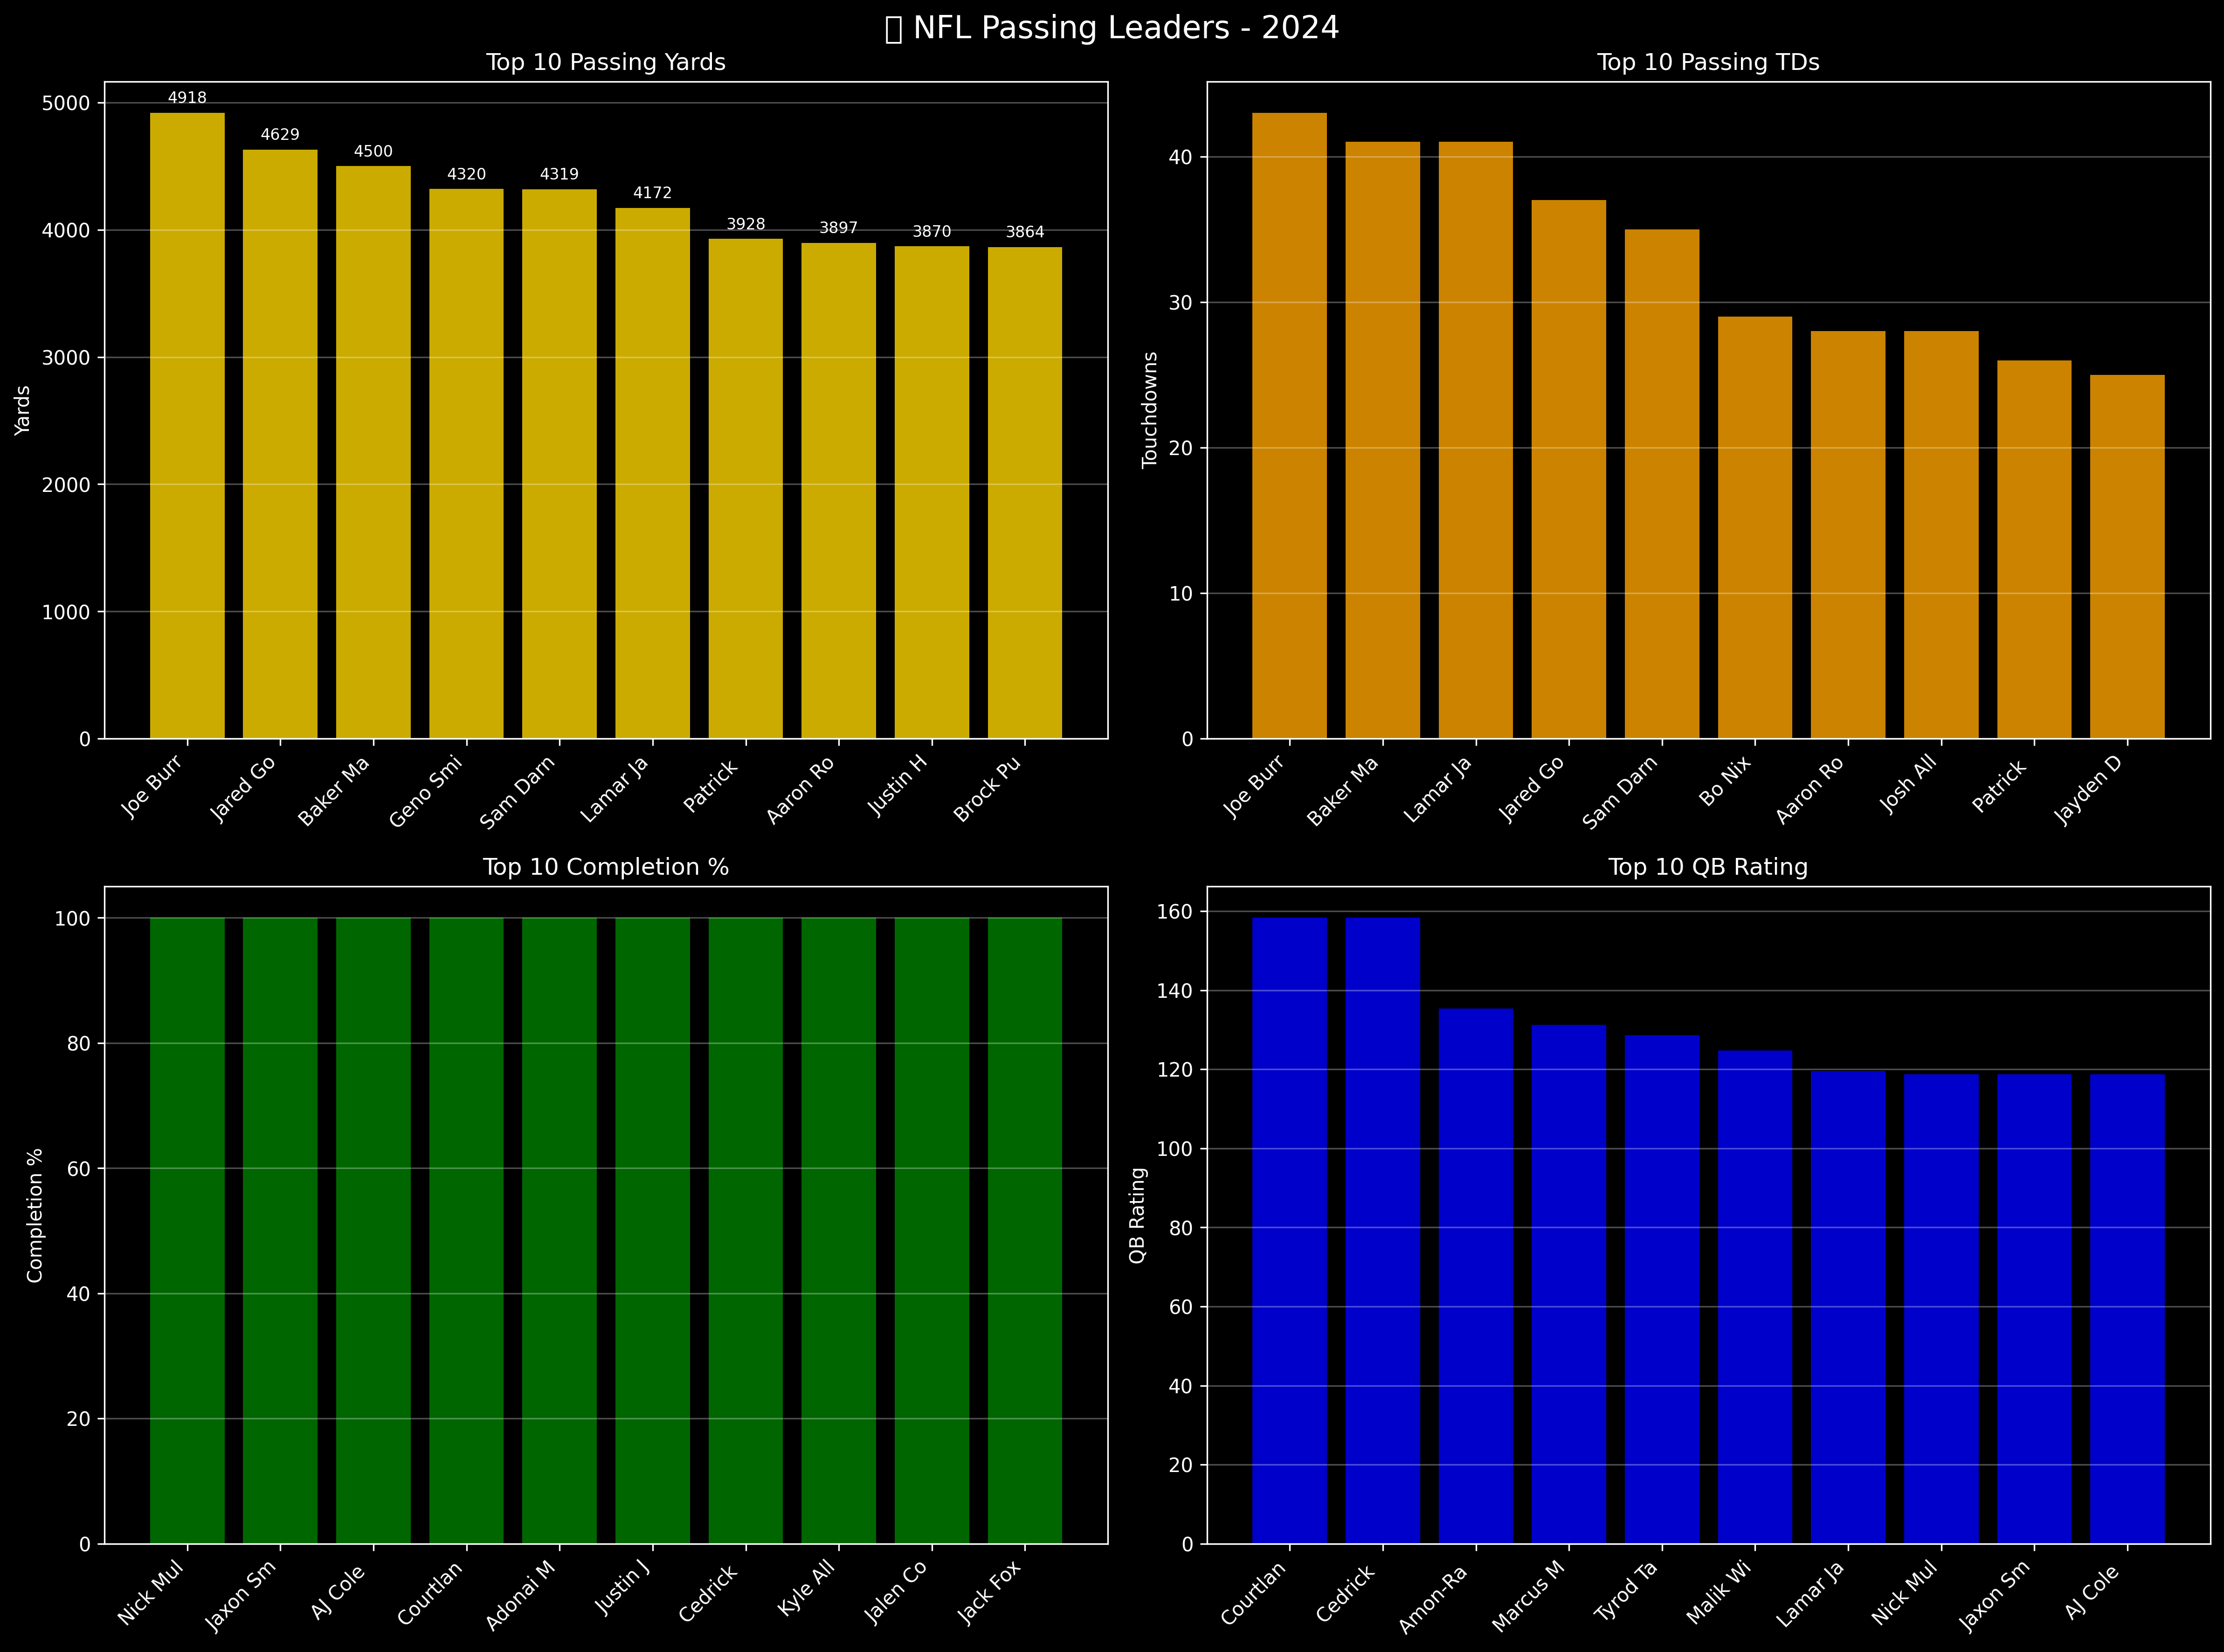 NFL Passing Leaders - 2024
Top 10 Passing Yards
Yards
5000
4000
3000
2000
1000
0
4918
4629
4500
4320
4319
4172
3928
3897
3870
3864
Joe Burr
Jared Go
Baker Ma
Geno Smi
Sam Darn
Lamar Ja
Patrick
Aaron Ro
Justin H
Brock Pu
Top 10 Passing TDs
Touchdowns
40
30
20
10
0
Joe Burr
Baker Ma
Lamar Ja
Jared Go
Sam Darn
Bo Nix
Aaron Ro
Josh All
Patrick
Jayden D
Top 10 Completion %
Completion %
100
80
60
40
20
0
Nick Mul
Jaxon Sm
AJ Cole
Courtlan
Adonai M
Justin J
Cedrick
Kyle All
Jalen Co
Jack Fox
Top 10 QB Rating
QB Rating
160
140
120
100
80
60
40
20
0
Courtlan
Cedrick
Amon-Ra
Marcus M
Tyrod Ta
Malik Wi
Lamar Ja
Nick Mul
Jaxon Sm
AJ Cole